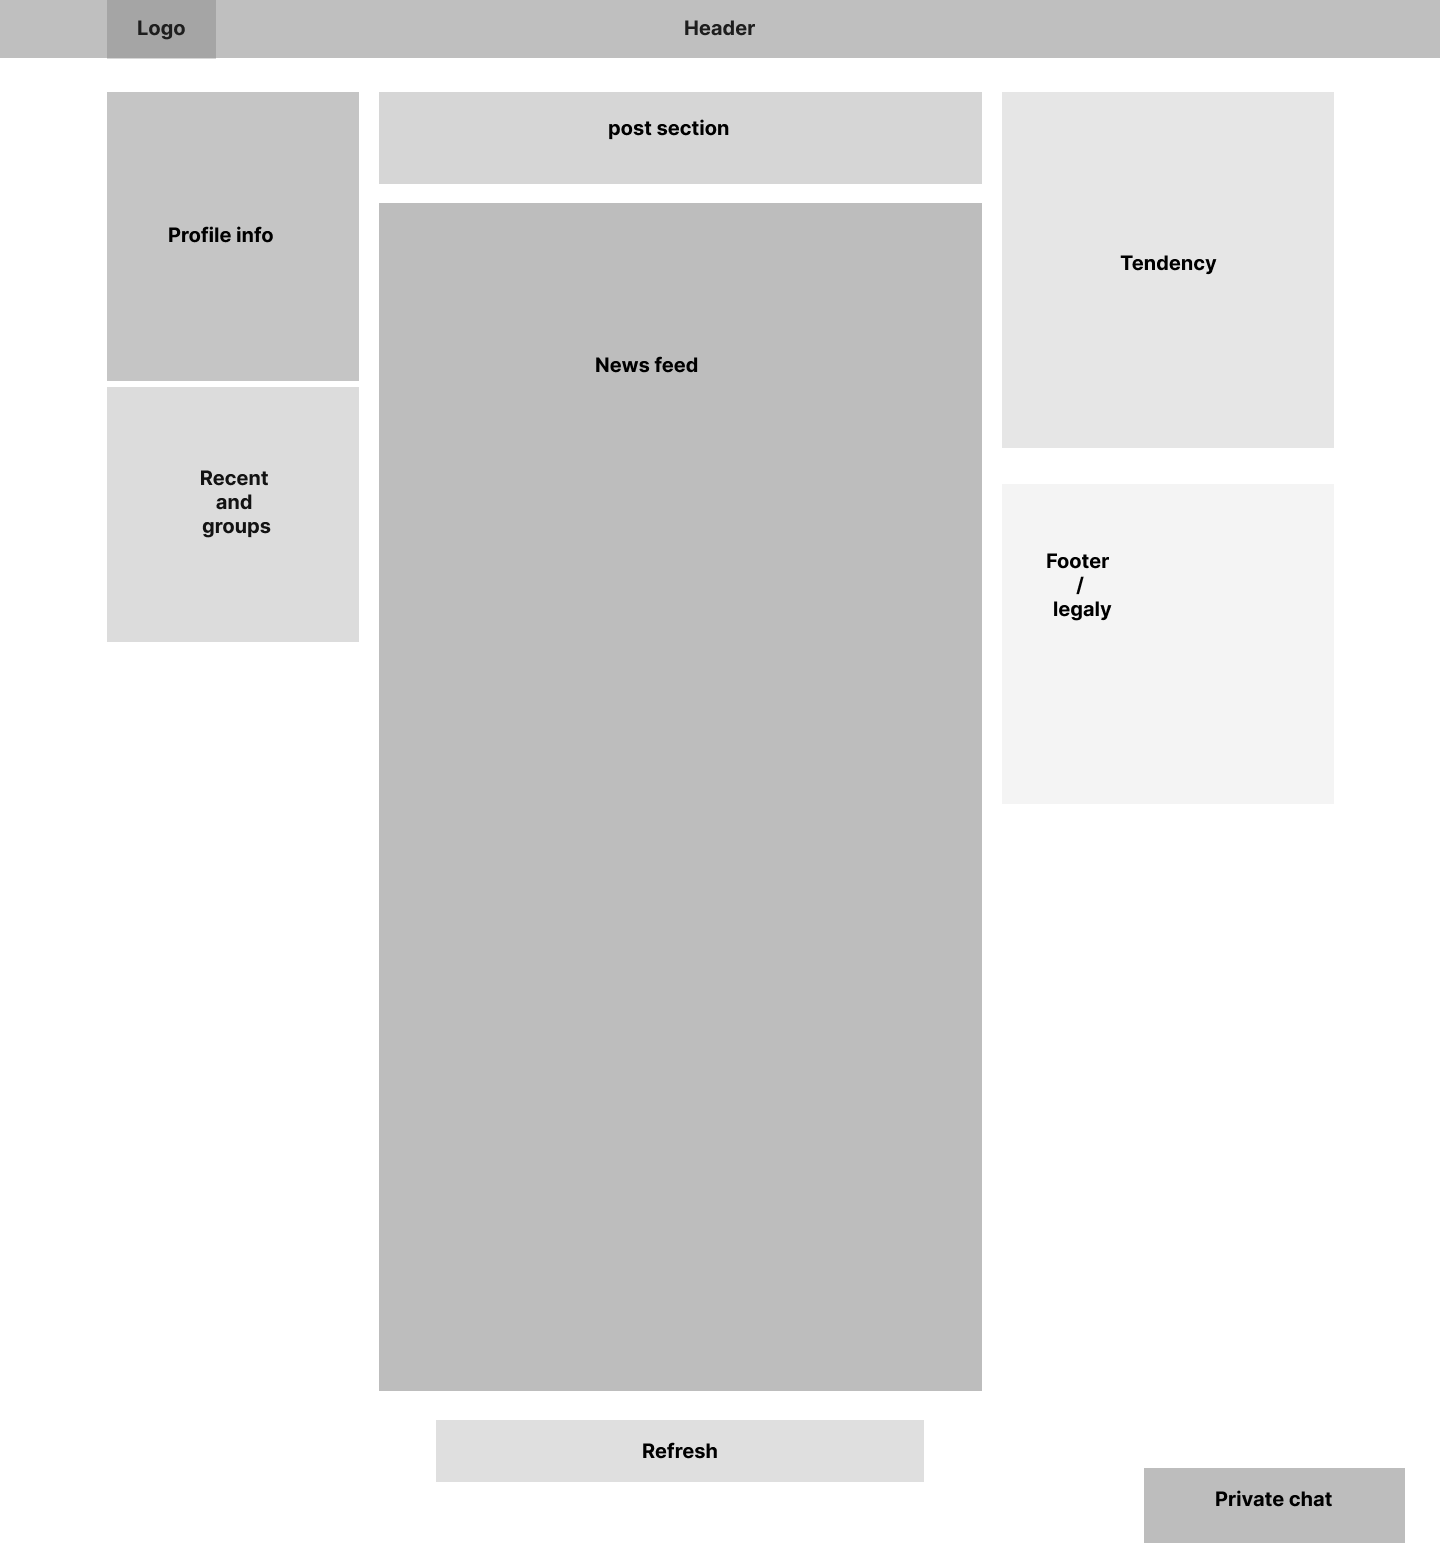 Logo
Header
post section
Profile info
Tendency
News feed
Recent
and
groups
Footer
/
legaly
Refresh
Private chat